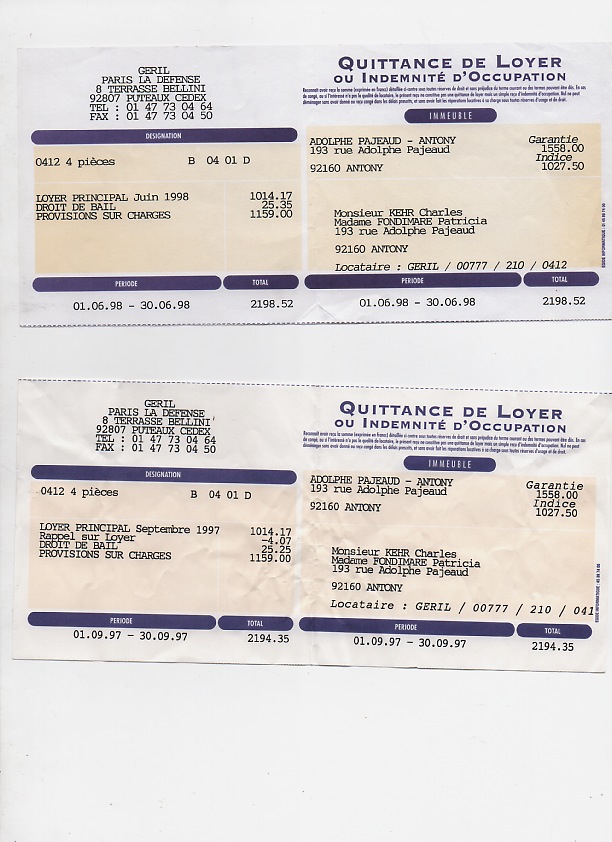 GERIL
PARIS LA DEFENSE
8 TERRASSE BELLINI
92807 PUTEAUX CEDEX
TEL : 01 47 73 04 64
FAX : 01 47 73 04 50
QUITTANCE DE LOYER
OU INDEMNITÉ D'OCCUPATION
IMMEUBLE
DESIGNATION
0412 4 pièces B 04 01 D
LOYER PRINCIPAL Juin 1998 1014.17
DROIT DE BAIL 25.35
PROVISIONS SUR CHARGES 1159.00
ADOLPHE PAJEAUD - ANTONY
193 rue Adolphe Pajeaud
92160 ANTONY
Garantie
1558.00
Indice
1027.50
Monsieur KEHR Charles
Madame FONDIMARE Patricia
193 rue Adolphe Pajeaud
92160 ANTONY
Locataire : GERIL / 00777 / 210 / 0412
PERIODE TOTAL PERIODE TOTAL
01.06.98 - 30.06.98 2198.52 01.06.98 - 30.06.98 2198.52
GERIL
PARIS LA DEFENSE
8 TERRASSE BELLINI
92807 PUTEAUX CEDEX
TEL : 01 47 73 04 64
FAX : 01 47 73 04 50
QUITTANCE DE LOYER
OU INDEMNITÉ D'OCCUPATION
IMMEUBLE
DESIGNATION
0412 4 pièces B 04 01 D
LOYER PRINCIPAL Septembre 1997 1014.17
Rappel sur Loyer -4.07
DROIT DE BAIL 25.25
PROVISIONS SUR CHARGES 1159.00
ADOLPHE PAJEAUD - ANTONY
193 rue Adolphe Pajeaud
92160 ANTONY
Garantie
1558.00
Indice
1027.50
Monsieur KEHR Charles
Madame FONDIMARE Patricia
193 rue Adolphe Pajeaud
92160 ANTONY
Locataire : GERIL / 00777 / 210 / 041
PERIODE TOTAL PERIODE TOTAL
01.09.97 - 30.09.97 2194.35 01.09.97 - 30.09.97 2194.35